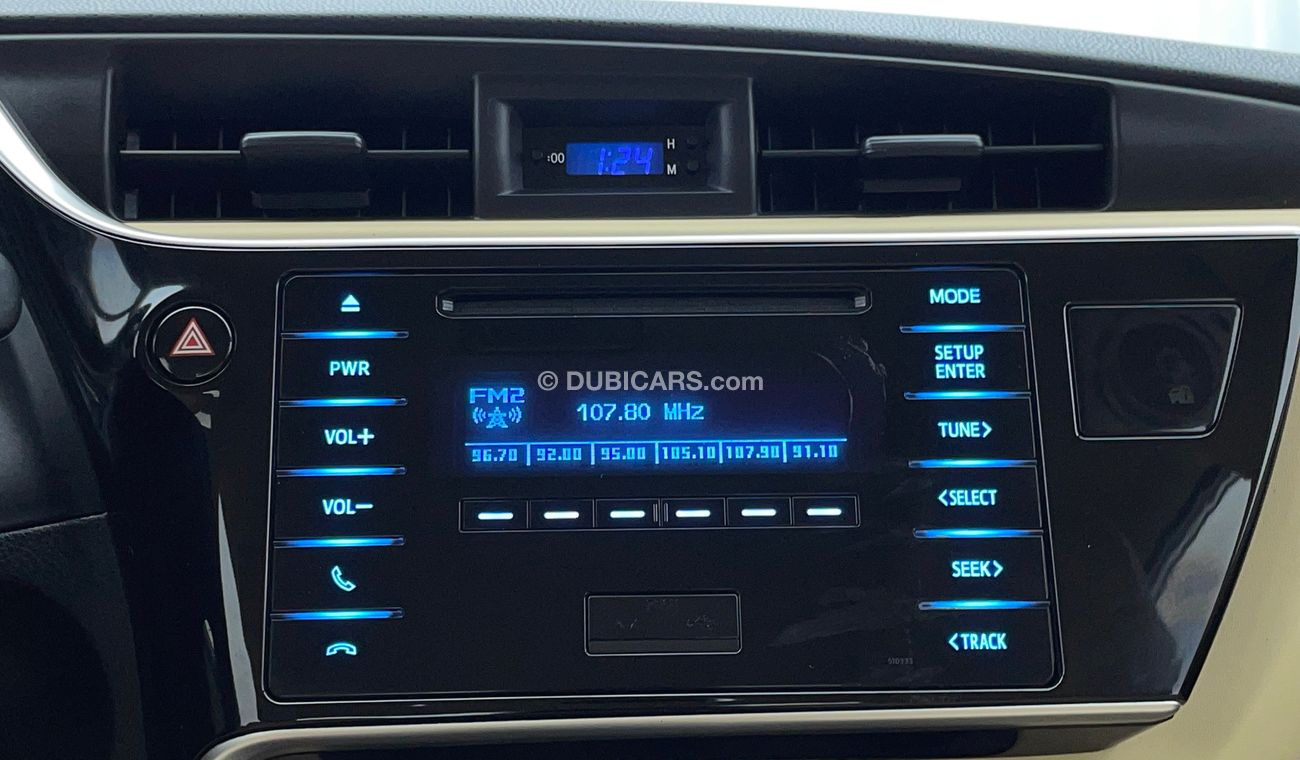 H
:00 1:24
M
MODE
PWR
SETUP
ENTER
© DUBICARS.com
FM2
107.80 MHz
VOL+
TUNE>
96.70 92.00 95.00 105.10 107.90 91.10
VOL-
<SELECT
SEEK>
<TRACK